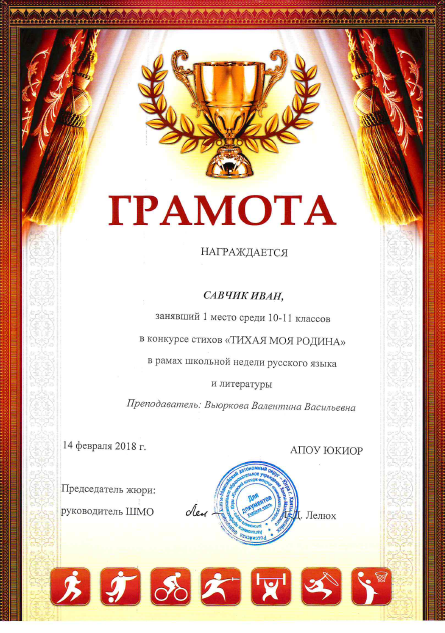 ГРАМОТА
НАГРАЖДАЕТСЯ
САВЧИК ИВАН,
занявший 1 место среди 10-11 классов
в конкурсе стихов «ТИХАЯ МОЯ РОДИНА»
в рамах школьной недели русского языка
и литературы
Преподаватель: Вьюркова Валентина Васильевна
14 февраля 2018 г.
АПОУ ЮКИОР
Председатель жюри:
руководитель ШМО
Д. Лелюх
Для
документов